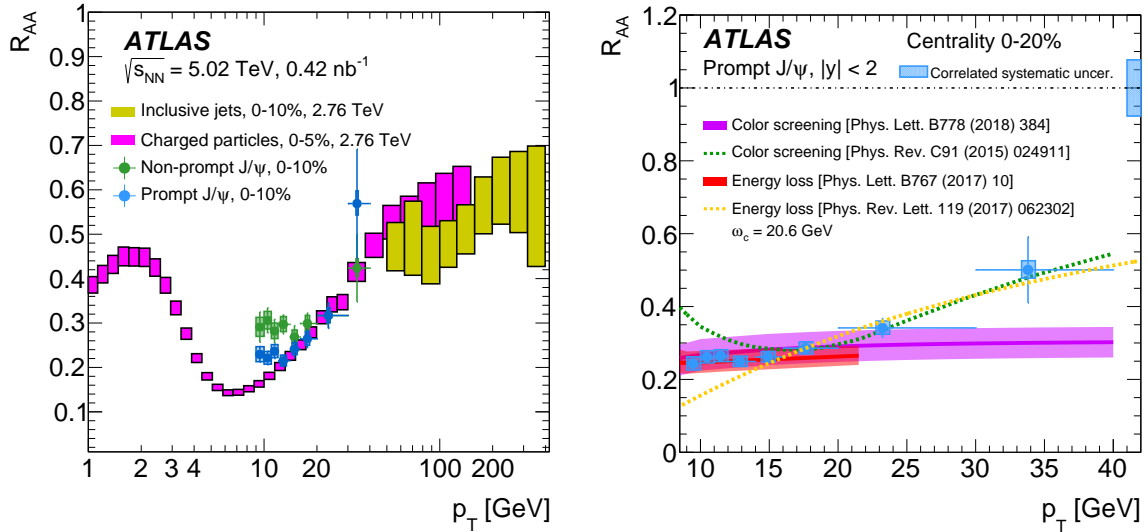 R_AA
1
0.9
0.8
0.7
0.6
0.5
0.4
0.3
0.2
0.1
ATLAS
√s_NN = 5.02 TeV, 0.42 nb⁻¹
Inclusive jets, 0-10%, 2.76 TeV
Charged particles, 0-5%, 2.76 TeV
Non-prompt J/ψ, 0-10%
Prompt J/ψ, 0-10%
1 2 3 4 10 20 100 200
p_T [GeV]
R_AA
1.2
1
0.8
0.6
0.4
0.2
0
ATLAS Centrality 0-20%
Prompt J/ψ, |y| < 2 Correlated systematic uncer.
Color screening [Phys. Lett. B778 (2018) 384]
Color screening [Phys. Rev. C91 (2015) 024911]
Energy loss [Phys. Lett. B767 (2017) 10]
Energy loss [Phys. Rev. Lett. 119 (2017) 062302]
ω_c = 20.6 GeV
10 15 20 25 30 35 40
p_T [GeV]